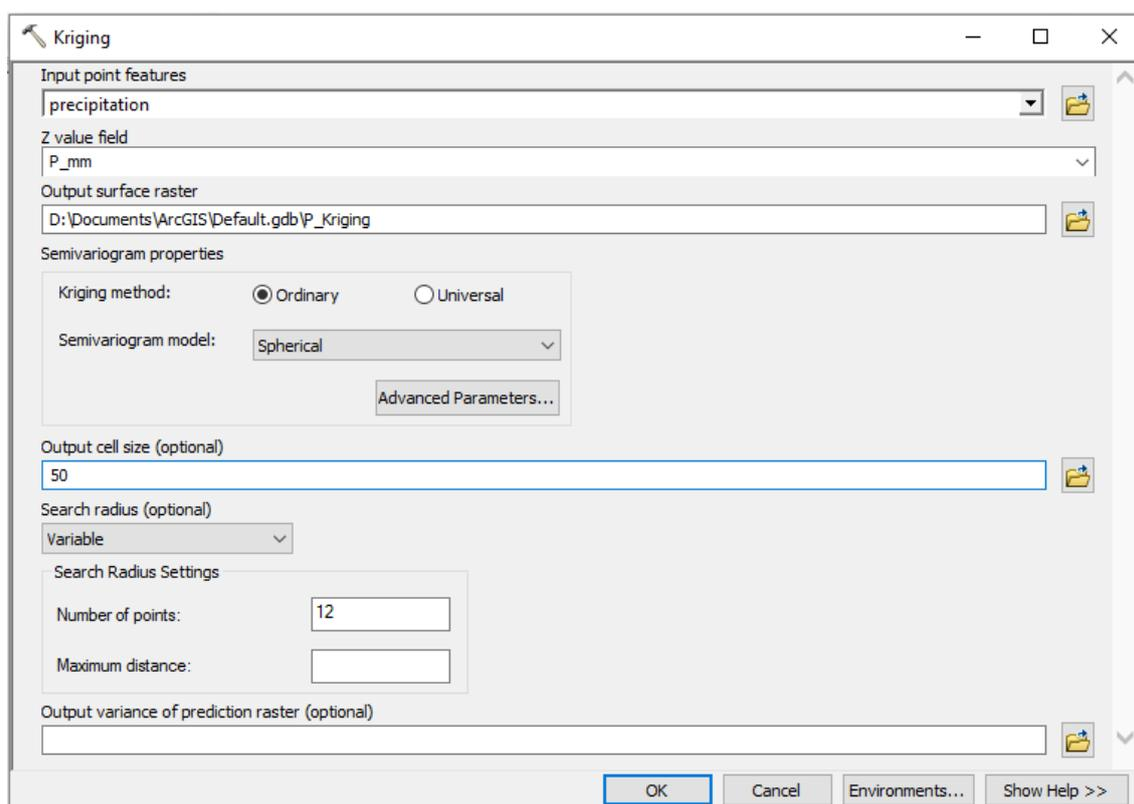 Kriging
Input point features
precipitation
Z value field
P_mm
Output surface raster
D:\Documents\ArcGIS\Default.gdb\P_Kriging
Semivariogram properties
Kriging method: Ordinary Universal
Semivariogram model: Spherical
Advanced Parameters...
Output cell size (optional)
50
Search radius (optional)
Variable
Search Radius Settings
Number of points: 12
Maximum distance:
Output variance of prediction raster (optional)
OK Cancel Environments... Show Help >>